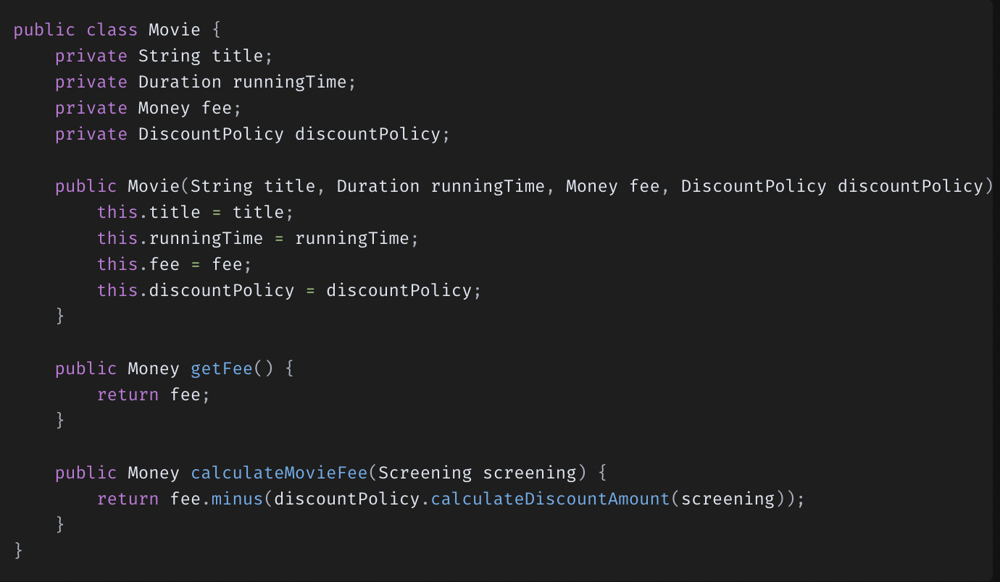 public class Movie {
    private String title;
    private Duration runningTime;
    private Money fee;
    private DiscountPolicy discountPolicy;

    public Movie(String title, Duration runningTime, Money fee, DiscountPolicy discountPolicy)
        this.title = title;
        this.runningTime = runningTime;
        this.fee = fee;
        this.discountPolicy = discountPolicy;
    }

    public Money getFee() {
        return fee;
    }

    public Money calculateMovieFee(Screening screening) {
        return fee.minus(discountPolicy.calculateDiscountAmount(screening));
    }
}